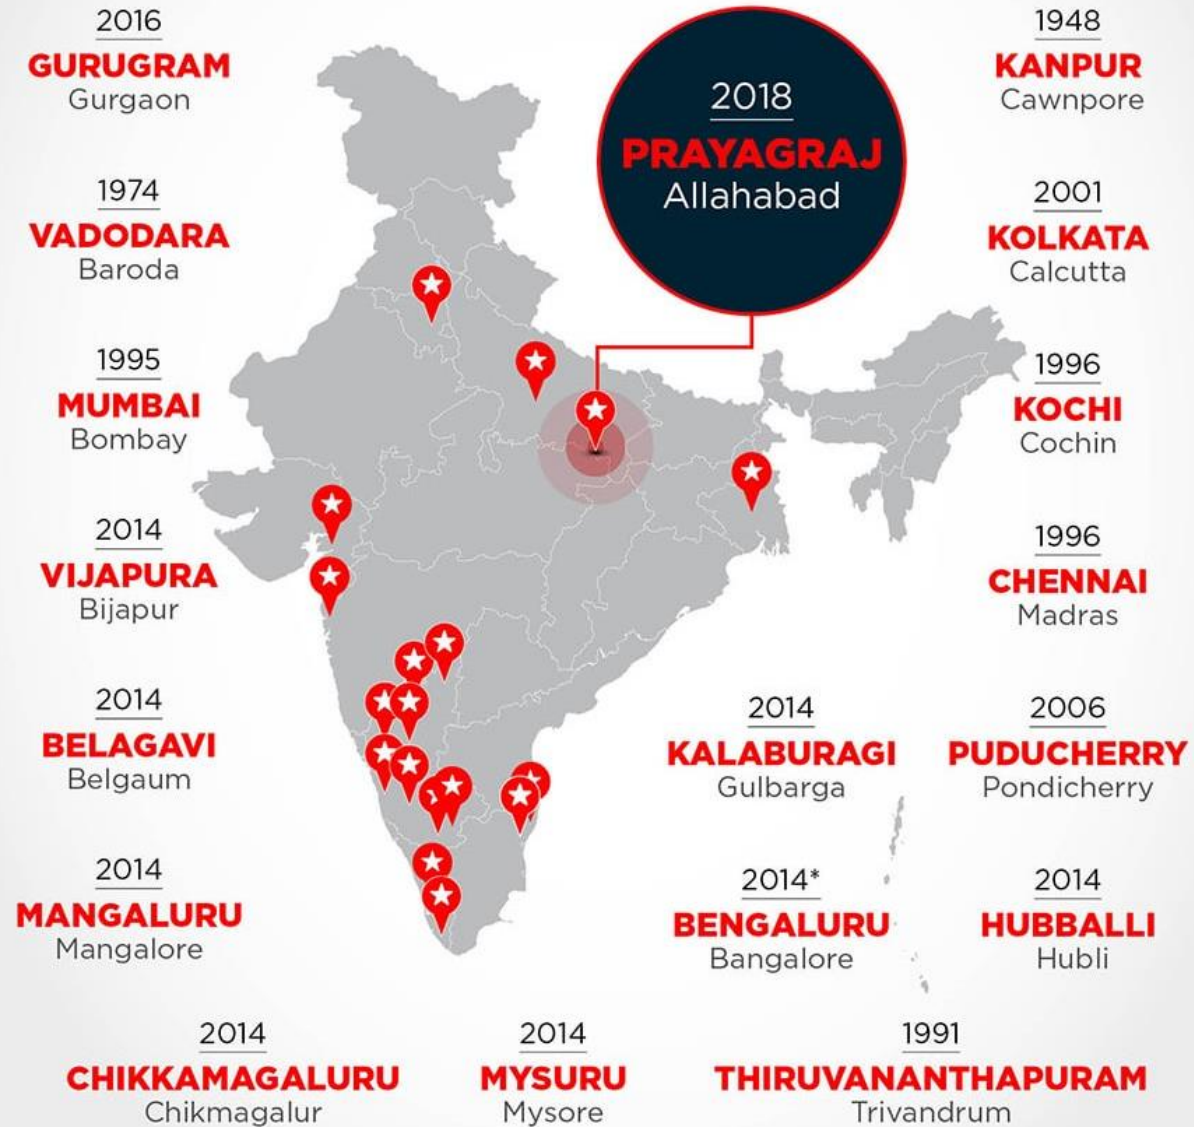 2016
GURUGRAM
Gurgaon
2018
PRAYAGRAJ
Allahabad
1948
KANPUR
Cawnpore
1974
VADODARA
Baroda
2001
KOLKATA
Calcutta
1995
MUMBAI
Bombay
1996
KOCHI
Cochin
2014
VIJAPURA
Bijapur
1996
CHENNAI
Madras
2014
BELAGAVI
Belgaum
2014
KALABURAGI
Gulbarga
2006
PUDUCHERRY
Pondicherry
2014
MANGALURU
Mangalore
2014*
BENGALURU
Bangalore
2014
HUBBALLI
Hubli
2014
CHIKKAMAGALURU
Chikmagalur
2014
MYSURU
Mysore
1991
THIRUVANANTHAPURAM
Trivandrum